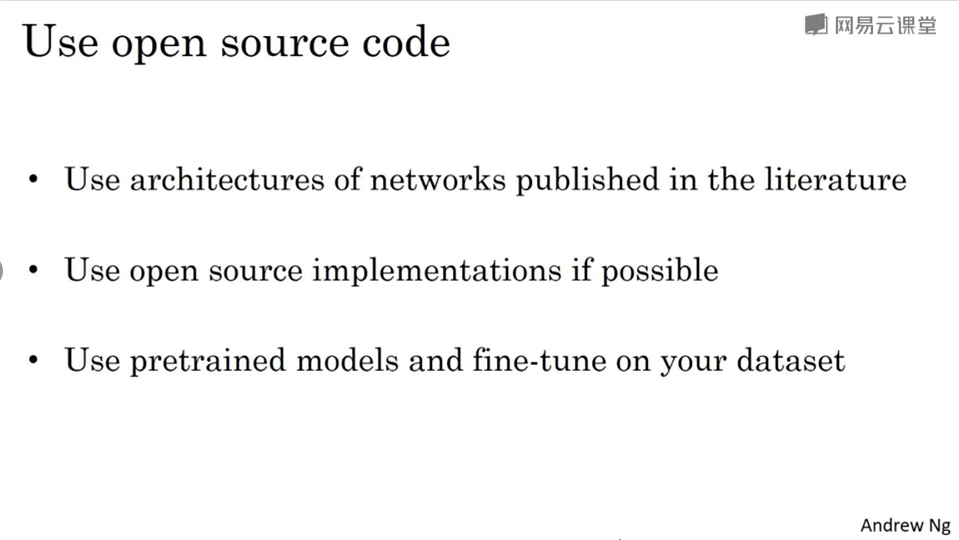 Use open source code
网易云课堂
• Use architectures of networks published in the literature
• Use open source implementations if possible
• Use pretrained models and fine-tune on your dataset
Andrew Ng